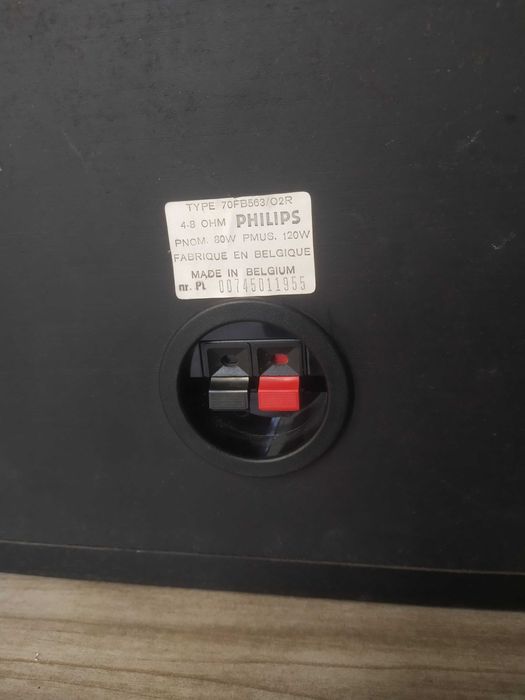 TYPE 70FB563/02R
4-8 OHM PHILIPS
PNOM. 80W PMUS. 120W
FABRIQUE EN BELGIQUE
MADE IN BELGIUM
nr. PL 00745011955